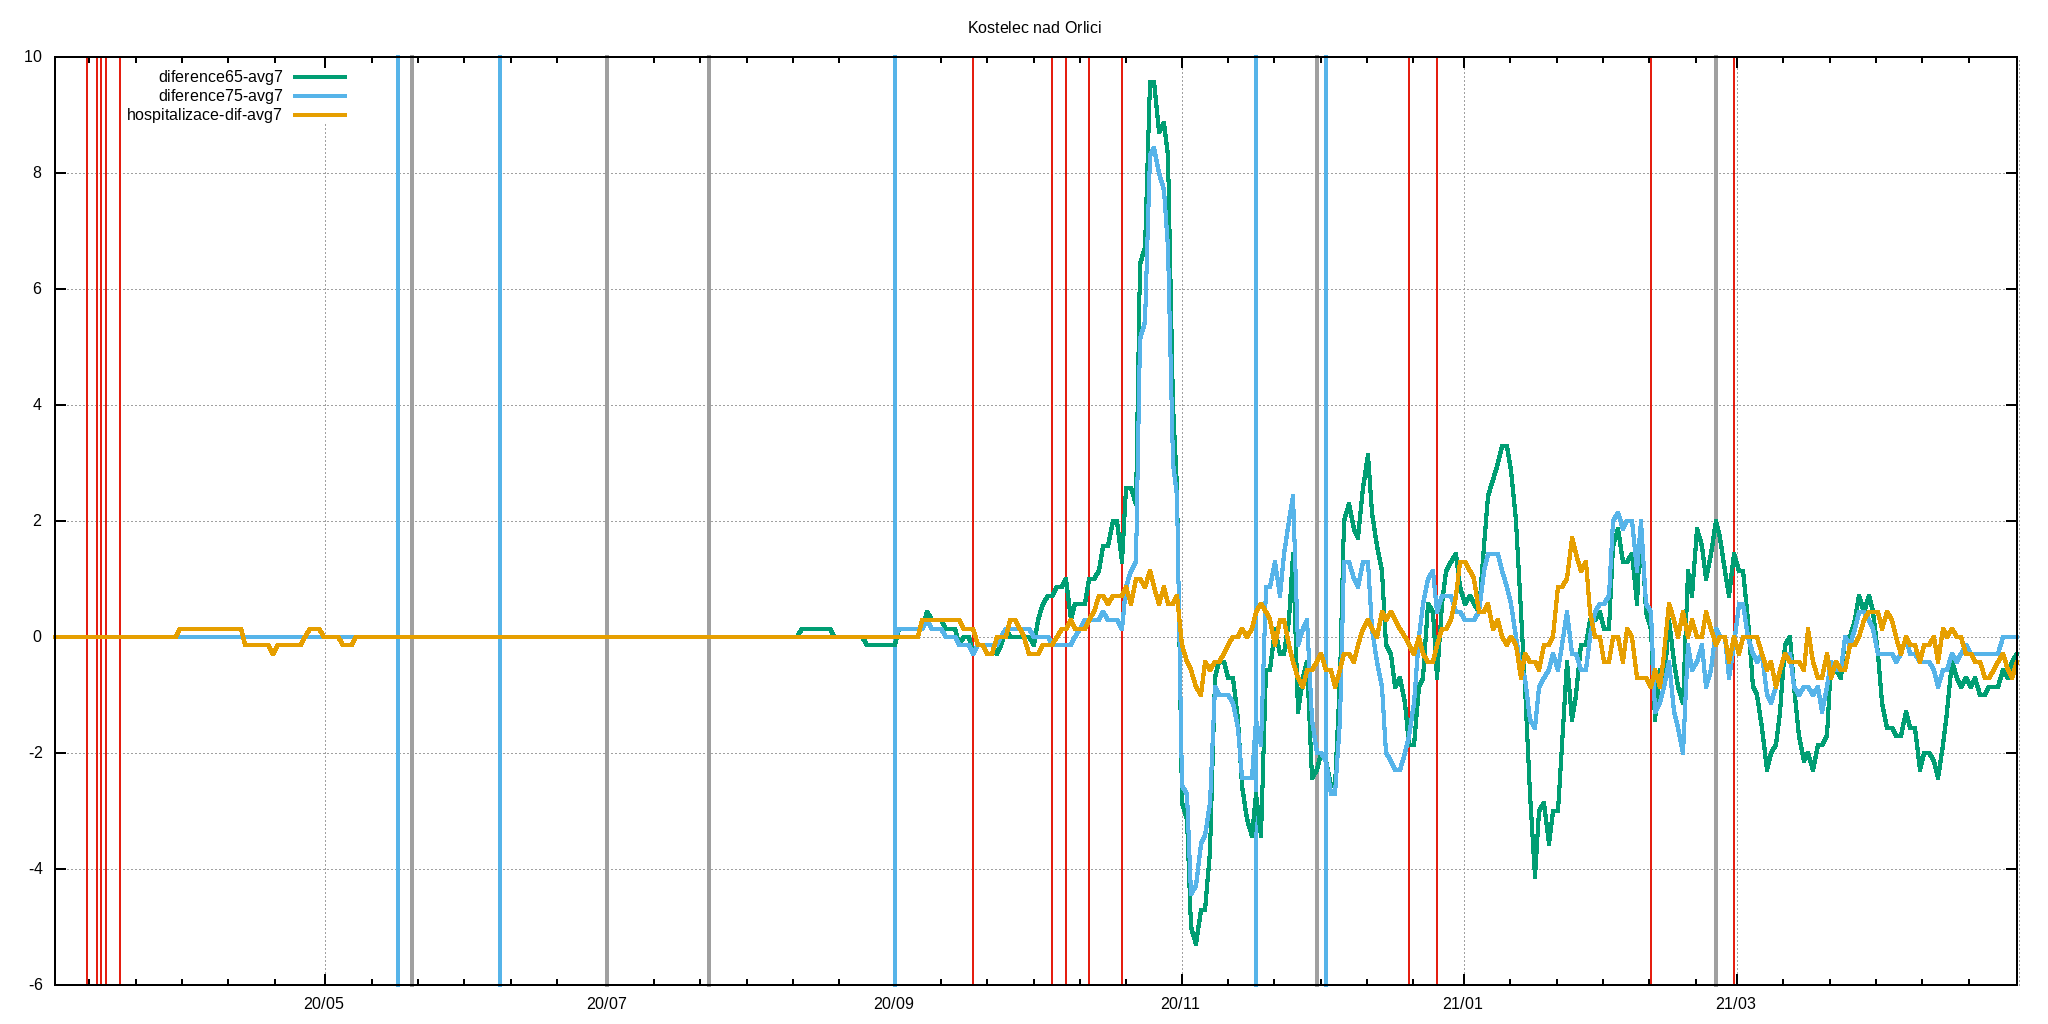 Kostelec nad Orlici
10
8
6
4
2
0
-2
-4
-6
diference65-avg7
diference75-avg7
hospitalizace-dif-avg7
20/05 20/07 20/09 20/11 21/01 21/03